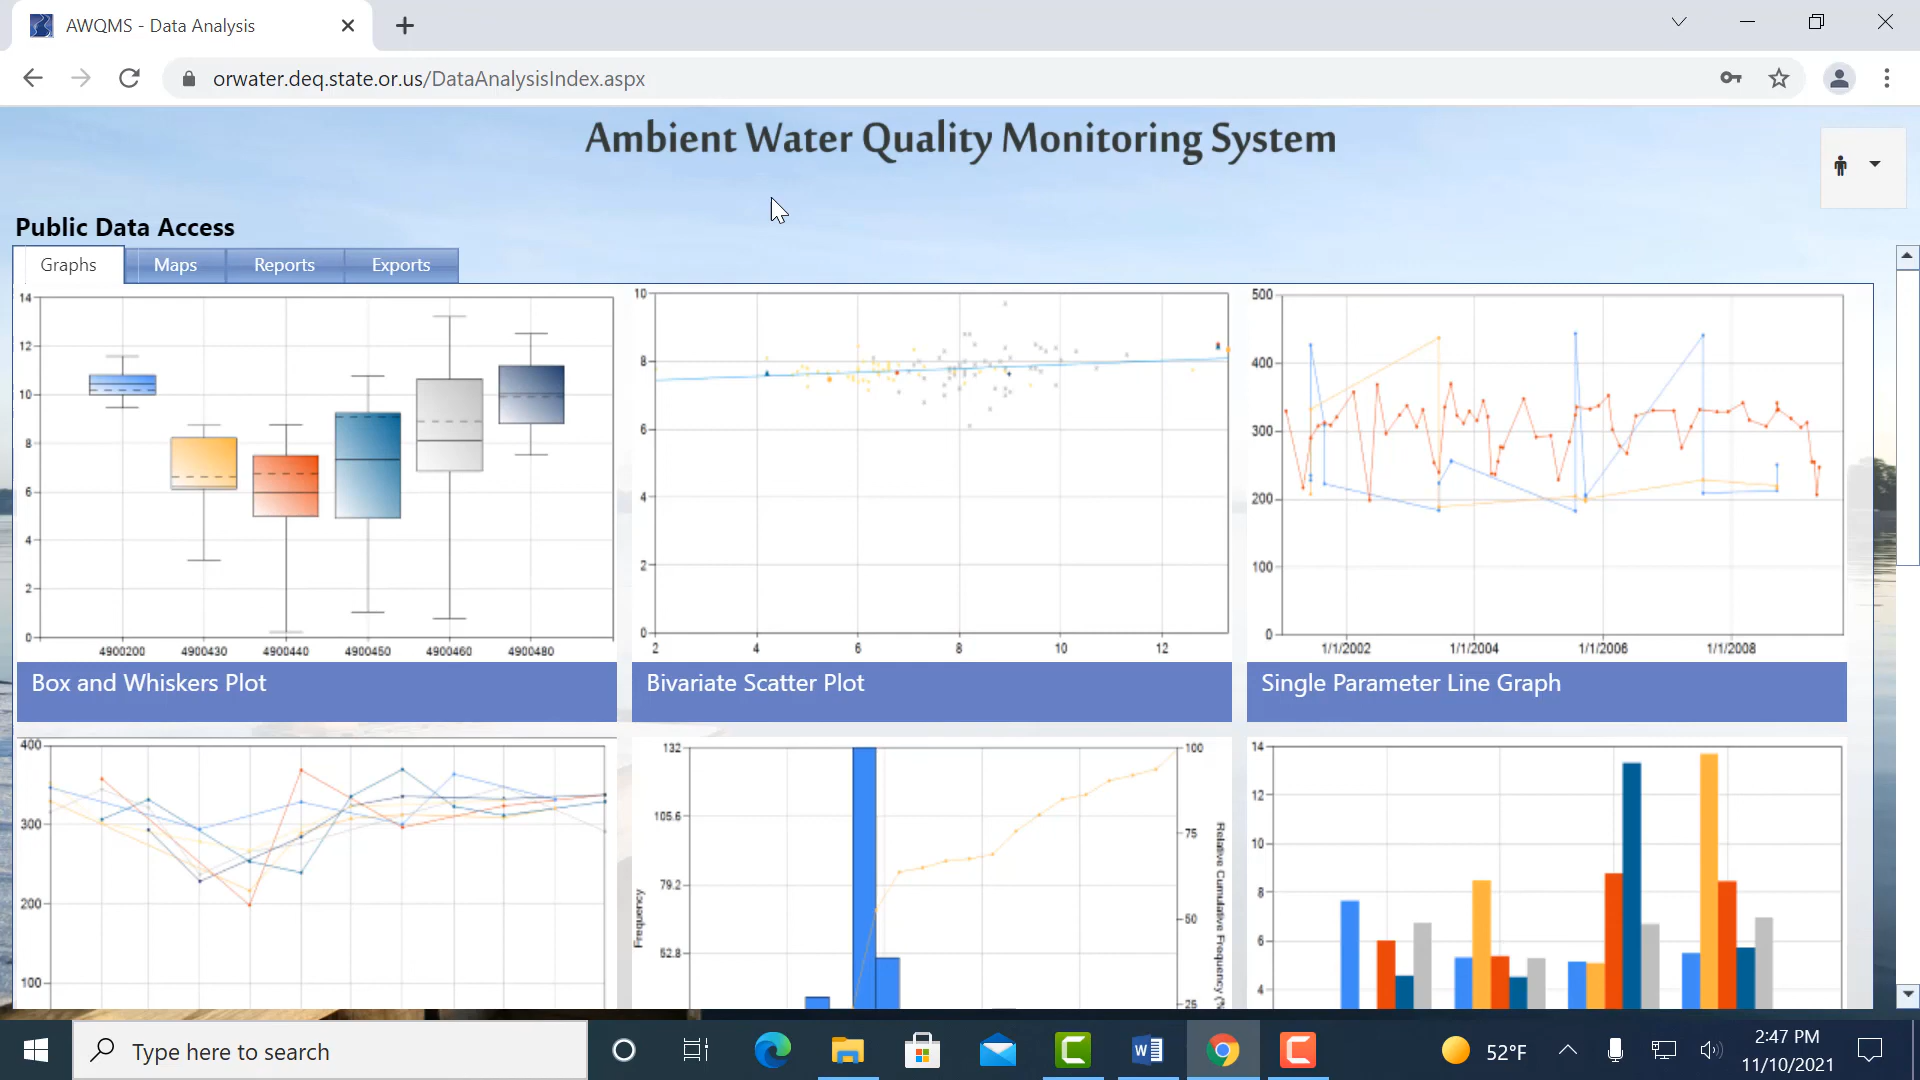 AWQMS - Data Analysis
orwater.deq.state.or.us/DataAnalysisIndex.aspx
Ambient Water Quality Monitoring System
Public Data Access
Graphs Maps Reports Exports
14
12
10
8
6
4
2
0
4900200 4900430 4900440 4900450 4900460 4900480
Box and Whiskers Plot
10
8
6
4
2
0
2 4 6 8 10 12
Bivariate Scatter Plot
500
400
300
200
100
0
1/1/2002 1/1/2004 1/1/2006 1/1/2008
Single Parameter Line Graph
400
300
200
100
132
105.6
79.2
52.8
Frequency
100
75
50
25
Relative Cumulative Frequency (%
14
12
10
8
6
4
Type here to search
52°F
2:47 PM
11/10/2021